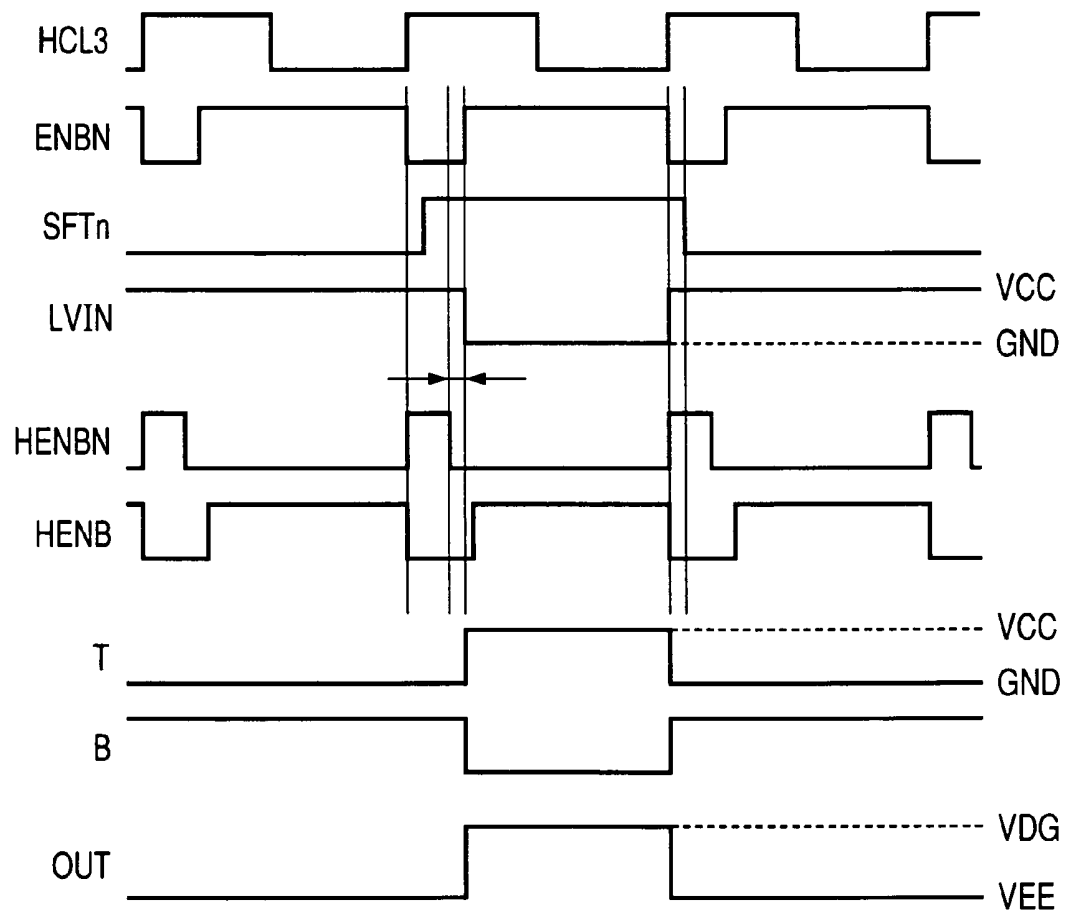 HCL3
ENBN
SFTn
LVIN
VCC
GND
HENBN
HENB
T
VCC
GND
B
OUT
VDG
VEE